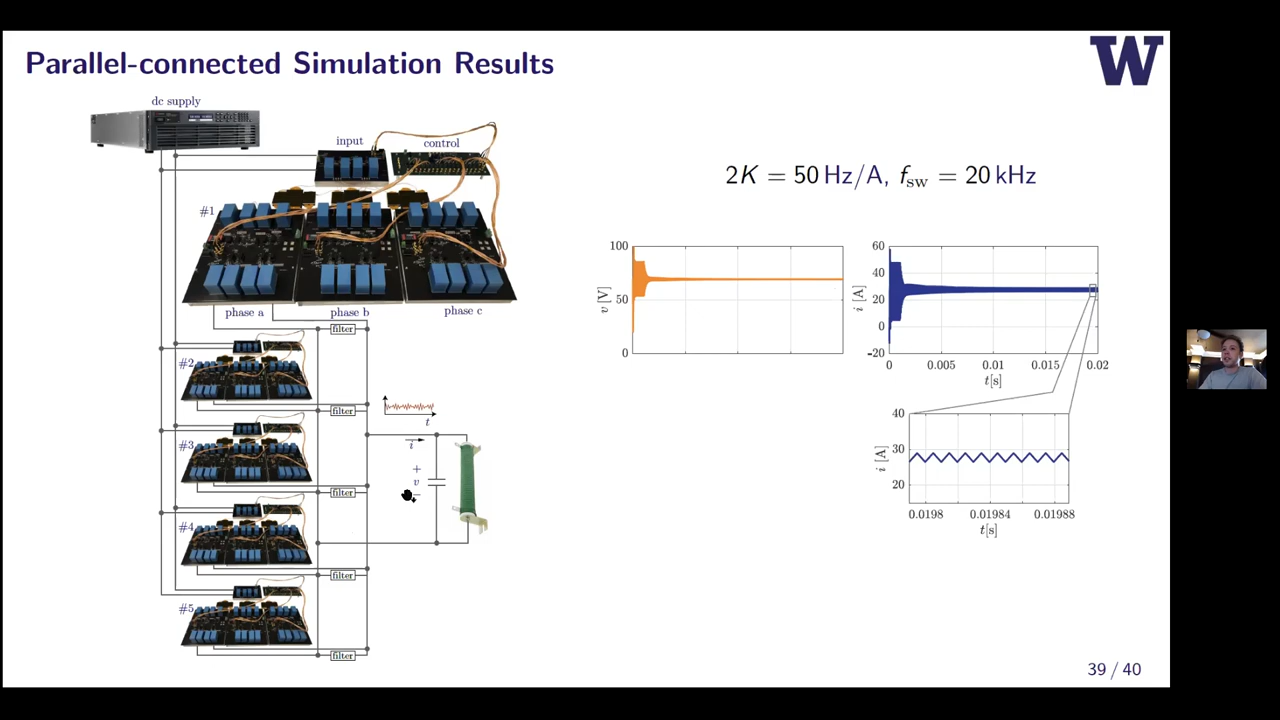 Parallel-connected Simulation Results
W
dc supply
input
control
#1
phase a
phase b
phase c
filter
#2
filter
#3
filter
#4
filter
#5
filter
t
i
+
v
−
2K = 50 Hz/A, fsw = 20 kHz
100
50
0
v [V]
60
40
20
0
-20
i [A]
0 0.005 0.01 0.015 0.02
t[s]
40
30
20
i [A]
0.0198 0.01984 0.01988
t[s]
39 / 40